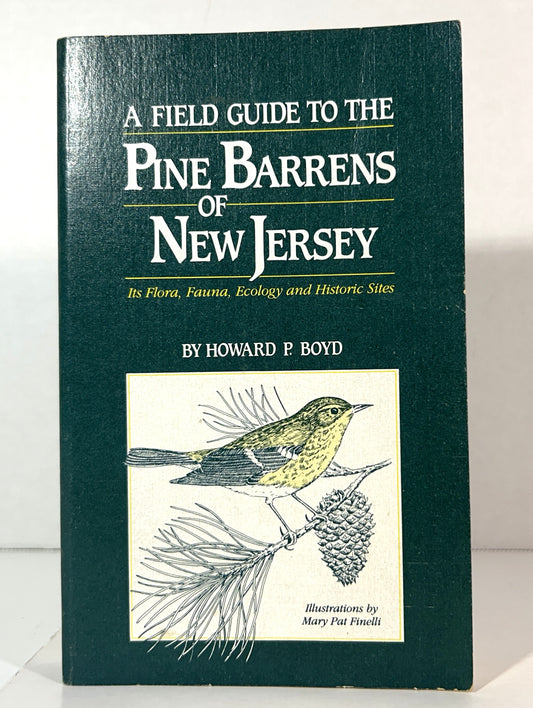 A FIELD GUIDE TO THE
PINE BARRENS
OF
NEW JERSEY
Its Flora, Fauna, Ecology and Historic Sites
BY HOWARD P. BOYD
Illustrations by
Mary Pat Finelli